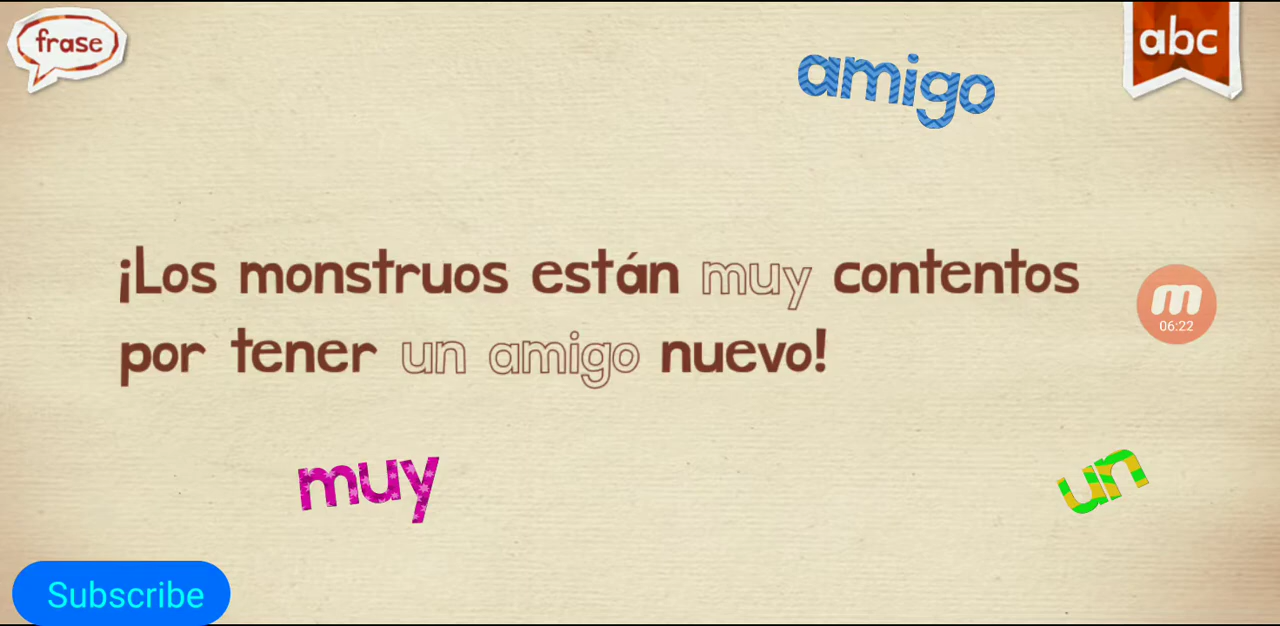 frase
abc
amigo
¡Los monstruos están muy contentos
por tener un amigo nuevo!
m
06:22
muy
un
Subscribe